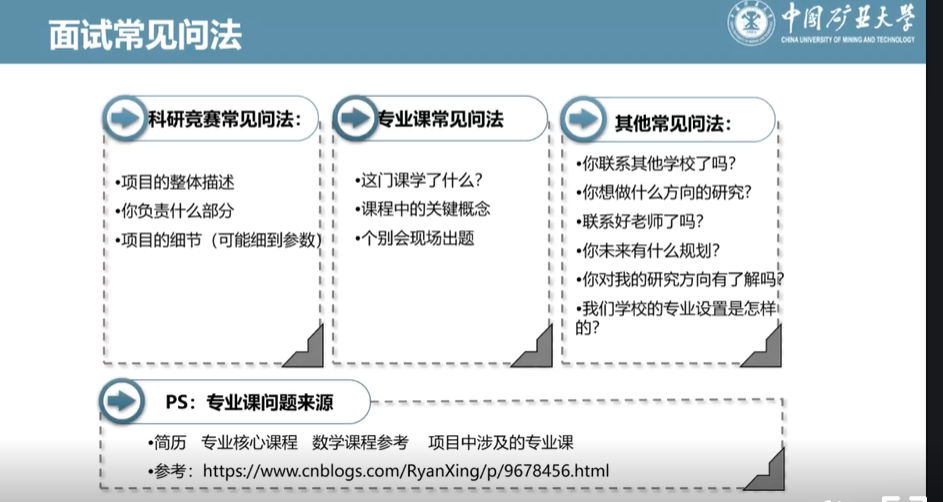 面试常见问法
中国矿业大学
CHINA UNIVERSITY OF MINING AND TECHNOLOGY
科研竞赛常见问法：
•项目的整体描述
•你负责什么部分
•项目的细节（可能细到参数）
专业课常见问法
•这门课学了什么？
•课程中的关键概念
•个别会现场出题
其他常见问法：
•你联系其他学校了吗？
•你想做什么方向的研究？
•联系好老师了吗？
•你未来有什么规划？
•你对我的研究方向有了解吗？
•我们学校的专业设置是怎样
的？
PS：专业课问题来源
•简历 专业核心课程 数学课程参考 项目中涉及的专业课
•参考：https://www.cnblogs.com/RyanXing/p/9678456.html